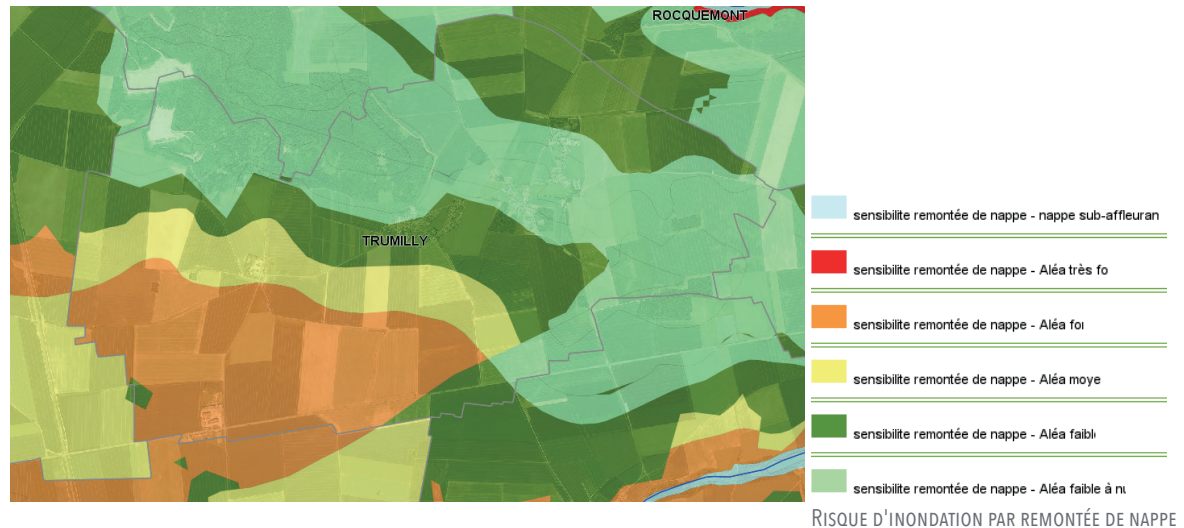 ROCQUEMONT
TRUMILLY
sensibilite remontée de nappe - nappe sub-affleuran
sensibilite remontée de nappe - Aléa très fo
sensibilite remontée de nappe - Aléa for
sensibilite remontée de nappe - Aléa moye
sensibilite remontée de nappe - Aléa faibl
sensibilite remontée de nappe - Aléa faible à nu
RISQUE D'INONDATION PAR REMONTÉE DE NAPPE